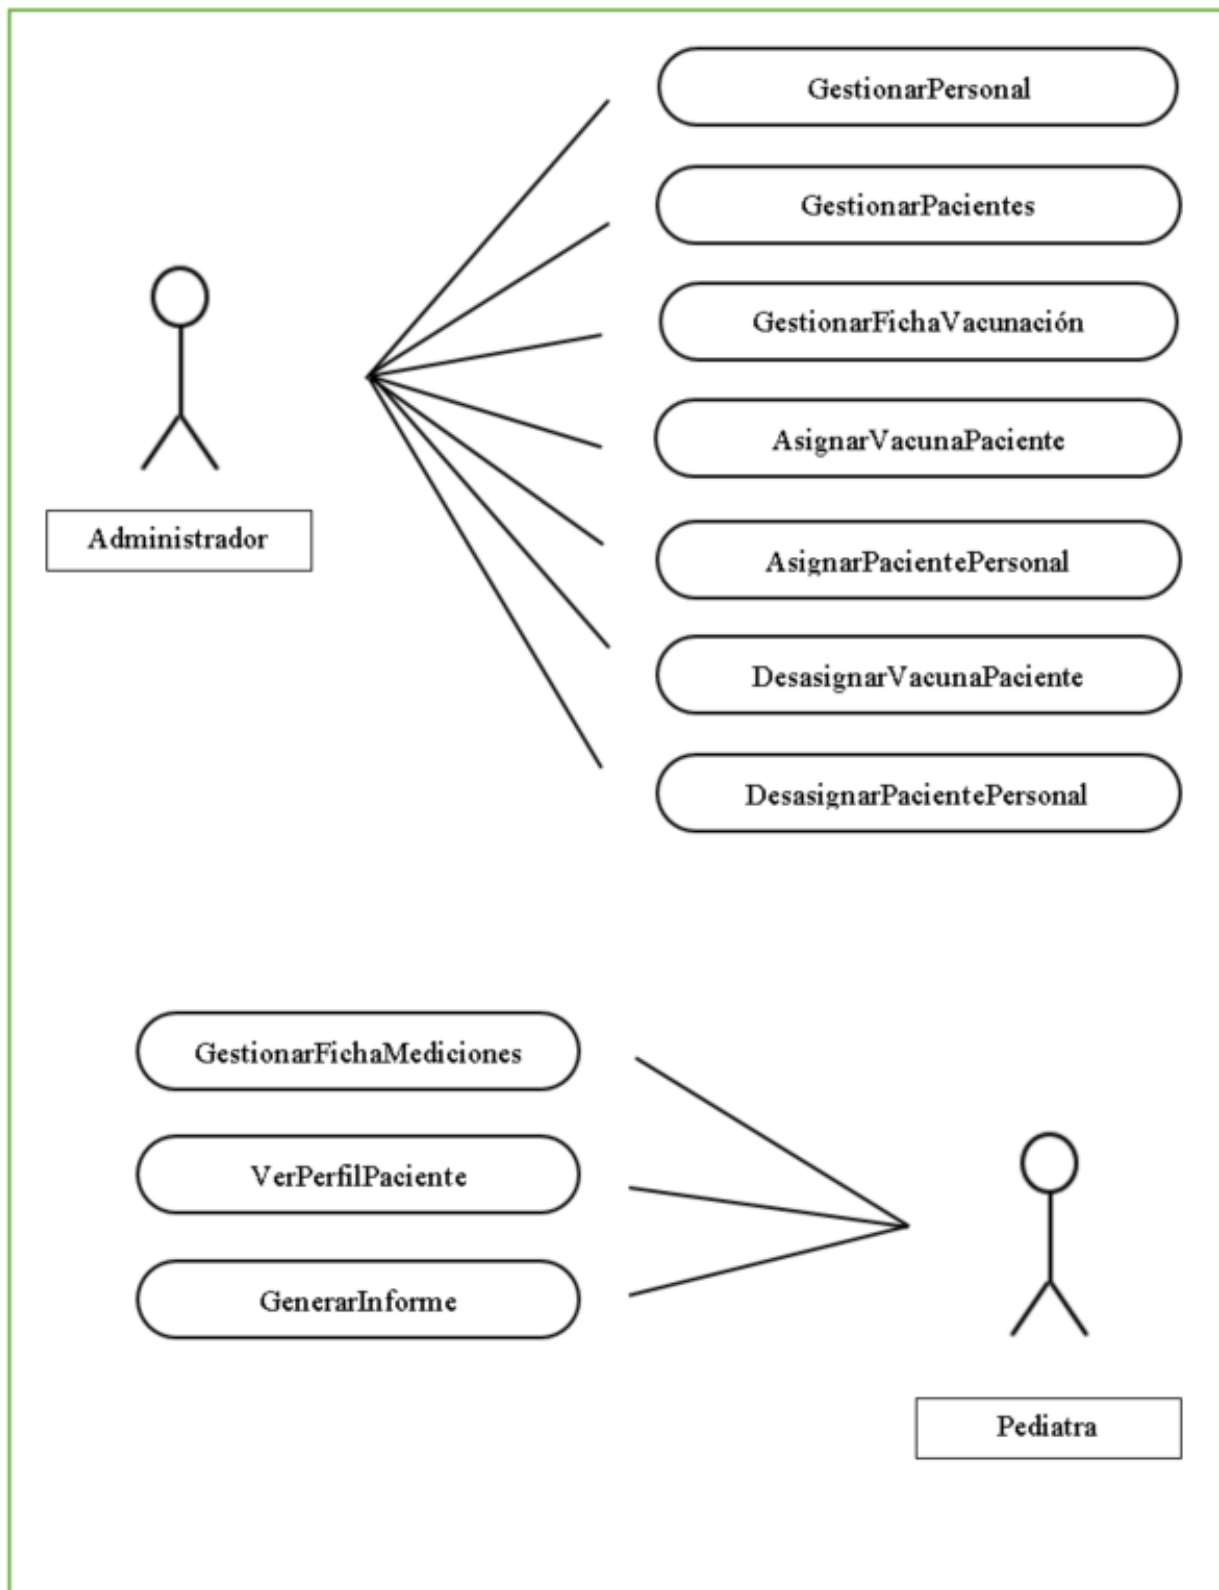 GestionarPersonal
GestionarPacientes
GestionarFichaVacunación
AsignarVacunaPaciente
Administrador
AsignarPacientePersonal
DesasignarVacunaPaciente
DesasignarPacientePersonal
GestionarFichaMediciones
VerPerfilPaciente
GenerarInforme
Pediatra